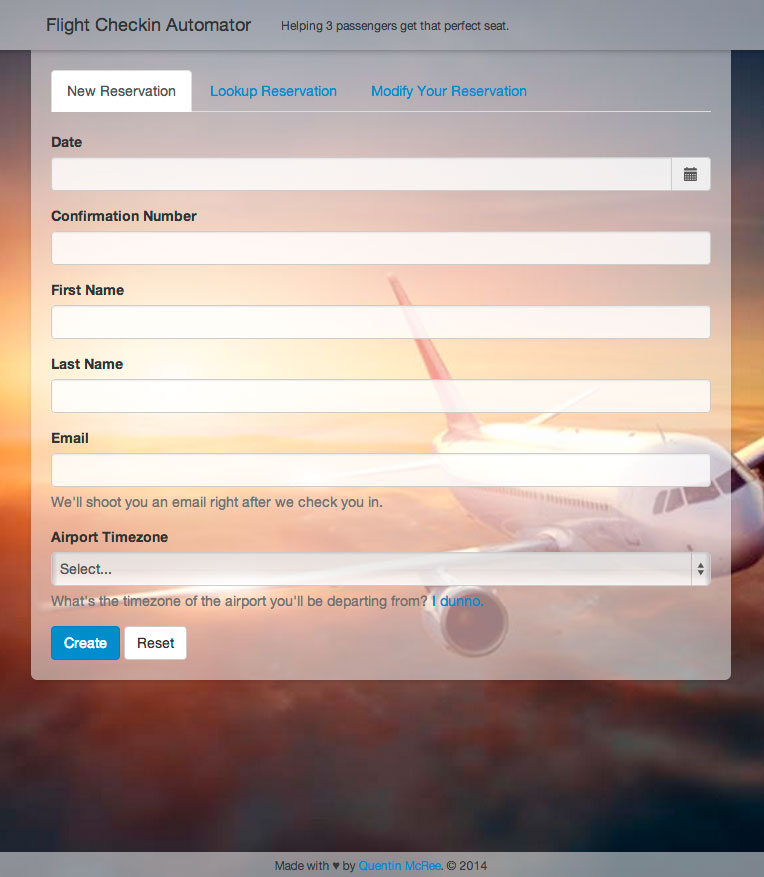 Flight Checkin Automator Helping 3 passengers get that perfect seat.
New Reservation Lookup Reservation Modify Your Reservation
Date
Confirmation Number
First Name
Last Name
Email
We'll shoot you an email right after we check you in.
Airport Timezone
Select...
What's the timezone of the airport you'll be departing from? I dunno.
Create Reset
Made with ♥ by Quentin McRee. © 2014